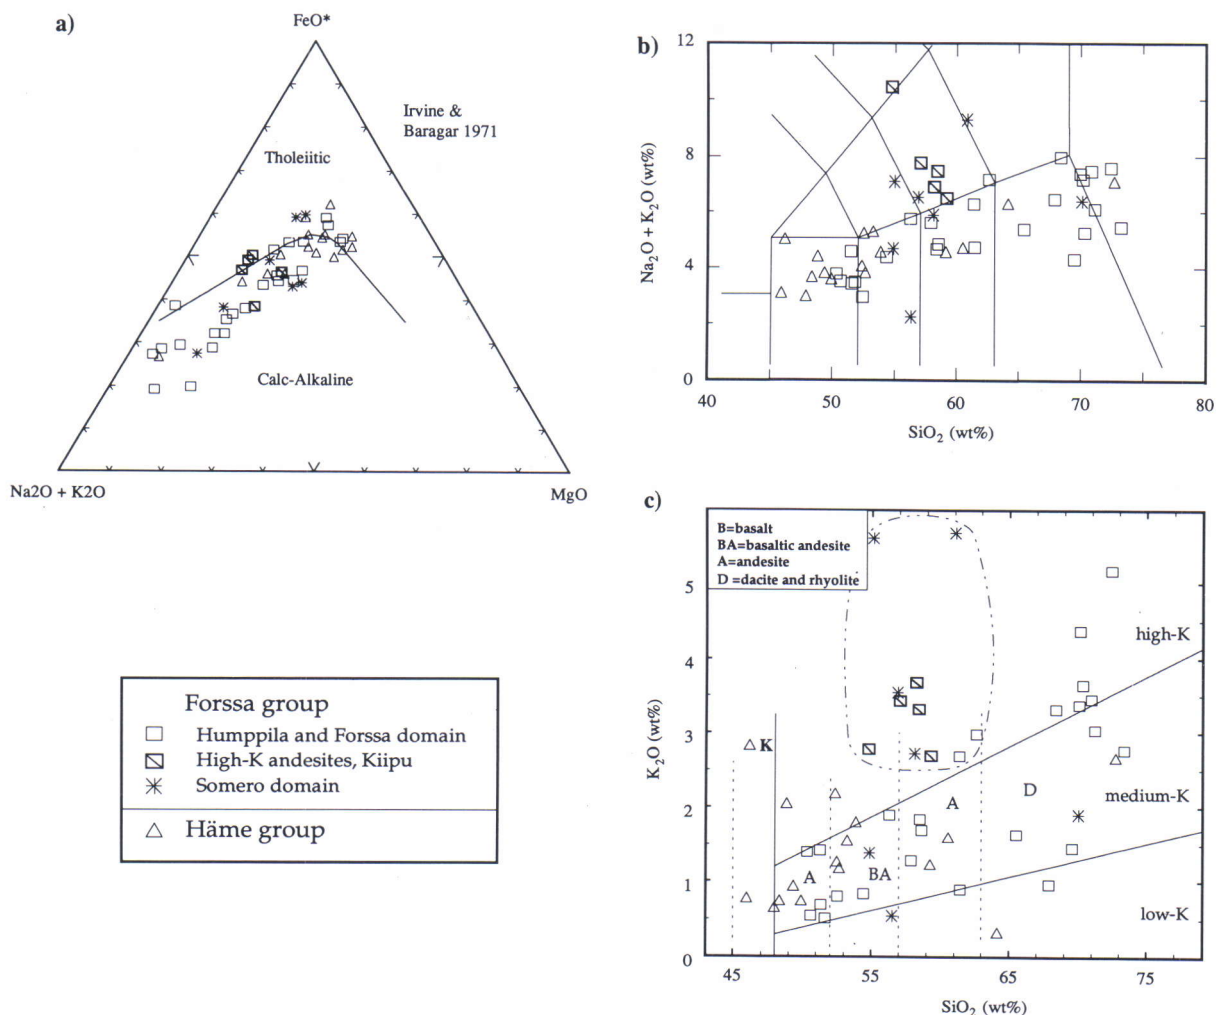 a)
FeO*
Irvine &
Baragar 1971
Tholeiitic
Calc-Alkaline
Na2O + K2O
MgO
b)
12
8
4
0
Na₂O + K₂O (wt%)
40
50
60
70
80
SiO₂ (wt%)
c)
B=basalt
BA=basaltic andesite
A=andesite
D =dacite and rhyolite
5
4
3
2
1
0
K₂O (wt%)
high-K
medium-K
low-K
K
A
BA
A
D
45
55
65
75
SiO₂ (wt%)
Forssa group
Humppila and Forssa domain
High-K andesites, Kiipu
Somero domain
Häme group